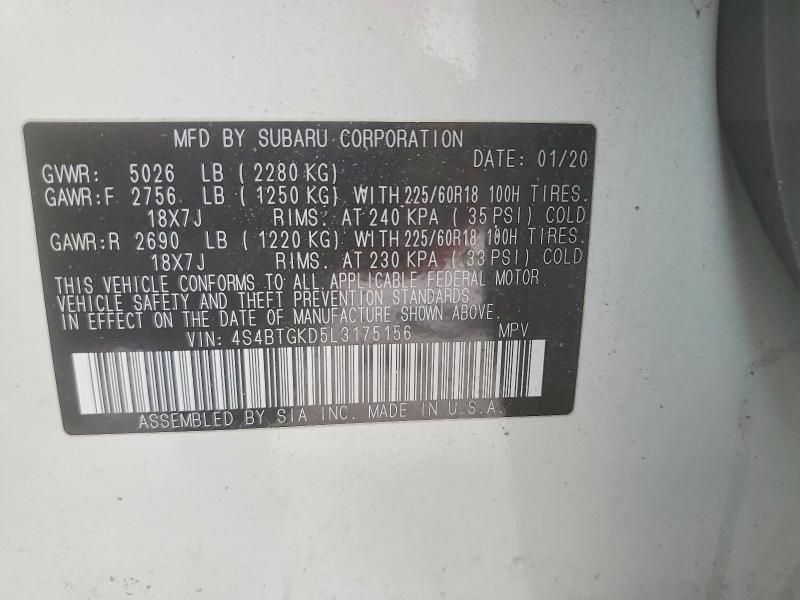 MFD BY SUBARU CORPORATION
DATE: 01/20
GVWR: 5026 LB (2280 KG)
GAWR:F 2756 LB (1250 KG) WITH 225/60R18 100H TIRES.
18X7J RIMS. AT 240 KPA (35 PSI) COLD
GAWR:R 2690 LB (1220 KG) WITH 225/60R18 100H TIRES.
18X7J RIMS. AT 230 KPA (33 PSI) COLD
THIS VEHICLE CONFORMS TO ALL APPLICABLE FEDERAL MOTOR
VEHICLE SAFETY AND THEFT PREVENTION STANDARDS
IN EFFECT ON THE DATE OF MANUFACTURE SHOWN ABOVE.
VIN: 4S4BTGKD5L3175156 MPV
ASSEMBLED BY SIA INC. MADE IN U.S.A.